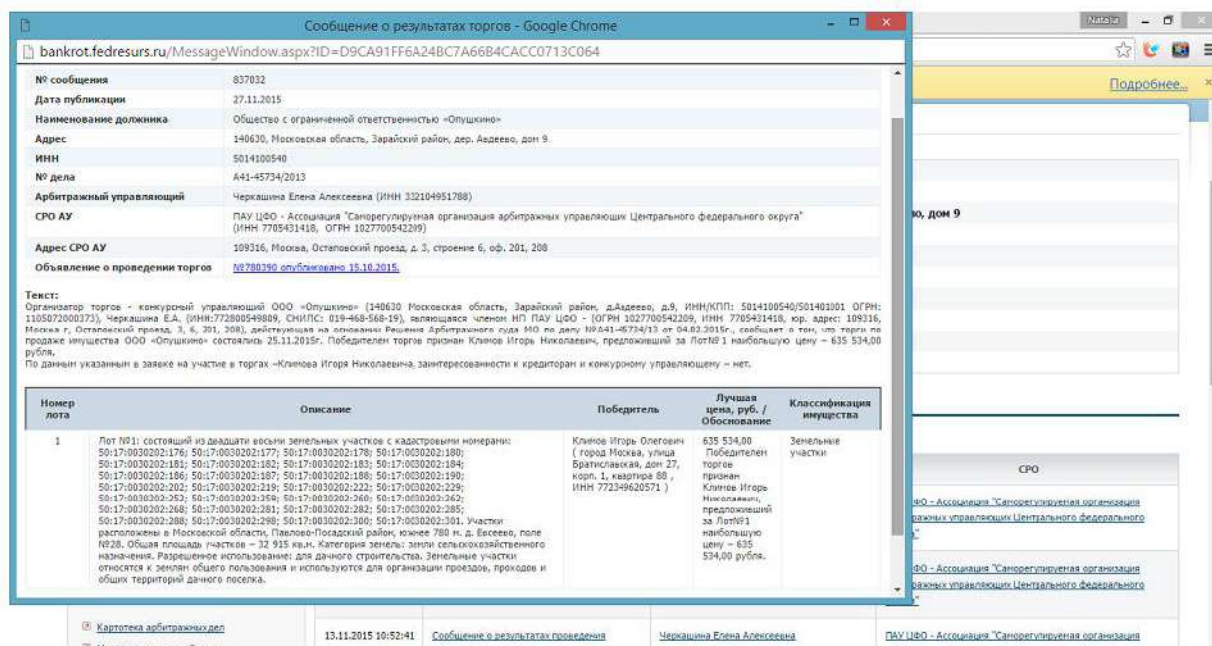 Сообщение о результатах торгов - Google Chrome
Natalia
bankrot.fedresurs.ru/MessageWindow.aspx?ID=D9CA91FF6A24BC7A66B4CACC0713C064
Подробнее...
№ сообщения 837032
Дата публикации 27.11.2015
Наименование должника Общество с ограниченной ответственностью «Опушкино»
Адрес 140630, Московская область, Зарайский район, дер. Авдеево, дом 9
ИНН 5014100540
№ дела А41-45734/2013
Арбитражный управляющий Черкашина Елена Алексеевна (ИНН 332104951788)
СРО АУ ПАУ ЦФО - Ассоциация "Саморегулируемая организация арбитражных управляющих Центрального федерального округа"
(ИНН 7705431418, ОГРН 1027700542209)
во, дом 9
Адрес СРО АУ 109316, Москва, Остаповский проезд, д. 3, строение 6, оф. 201, 208
Объявление о проведении торгов №780390 опубликовано 15.10.2015.
Текст:
Организатор торгов - конкурсный управляющий ООО «Опушкино» (140630 Московская область, Зарайский район, д.Авдеево, д.9, ИНН/КПП: 5014100540/501401001 ОГРН:
1105072000373), Черкашина Е.А. (ИНН:772800549809, СНИЛС: 019-468-568-19), являющаяся членом НП ПАУ ЦФО - (ОГРН 1027700542209, ИНН 7705431418, юр. адрес: 109316,
Москва г, Остаповский проезд, 3, 6, 201, 208), действующая на основании Решения Арбитражного суда МО по делу №А41-45734/13 от 04.02.2015г., сообщает о том, что торги по
продаже имущества ООО «Опушкино» состоялись 25.11.2015г. Победителем торгов признан Климов Игорь Николаевич, предложивший за Лот№ 1 наибольшую цену – 635 534,00
рубля.
По данным указанным в заявке на участие в торгах –Климова Игоря Николаевича, заинтересованности к кредиторам и конкурсному управляющему – нет.
Номер лота
Описание
Победитель
Лучшая цена, руб. / Обоснование
Классификация имущества
1
Лот №1: состоящий из двадцати восьми земельных участков с кадастровыми номерами:
50:17:0030202:176; 50:17:0030202:177; 50:17:0030202:178; 50:17:0030202:180;
50:17:0030202:181; 50:17:0030202:182; 50:17:0030202:183; 50:17:0030202:184;
50:17:0030202:186; 50:17:0030202:187; 50:17:0030202:188; 50:17:0030202:190;
50:17:0030202:202; 50:17:0030202:219; 50:17:0030202:222; 50:17:0030202:229;
50:17:0030202:252; 50:17:0030202:259; 50:17:0030202:260; 50:17:0030202:262;
50:17:0030202:268; 50:17:0030202:281; 50:17:0030202:282; 50:17:0030202:285;
50:17:0030202:288; 50:17:0030202:298; 50:17:0030202:300; 50:17:0030202:301. Участки
расположены в Московской области, Павлово-Посадский район, южнее 780 м. д. Евсеево, поле
№28. Общая площадь участков – 32 915 кв.м. Категория земель: земли сельскохозяйственного
назначения. Разрешенное использование: для дачного строительства. Земельные участки
относятся к землям общего пользования и используются для организации проездов, проходов и
общих территорий дачного поселка.
Климов Игорь Олегович
( город Москва, улица
Братиславская, дом 27,
корп. 1, квартира 88 ,
ИНН 772349620571 )
635 534,00
Победителем
торгов
признан
Климов Игорь
Николаевич,
предложивший
за Лот№1
наибольшую
цену – 635
534,00 рубля.
Земельные
участки
СРО
ФО - Ассоциация "Саморегулируемая организация
ражных управляющих Центрального федерального
а"
ФО - Ассоциация "Саморегулируемая организация
ражных управляющих Центрального федерального
а"
Картотека арбитражных дел
13.11.2015 10:52:41
Сообщение о результатах проведения
Черкашина Елена Алексеевна
ПАУ ЦФО - Ассоциация "Саморегулируемая организация